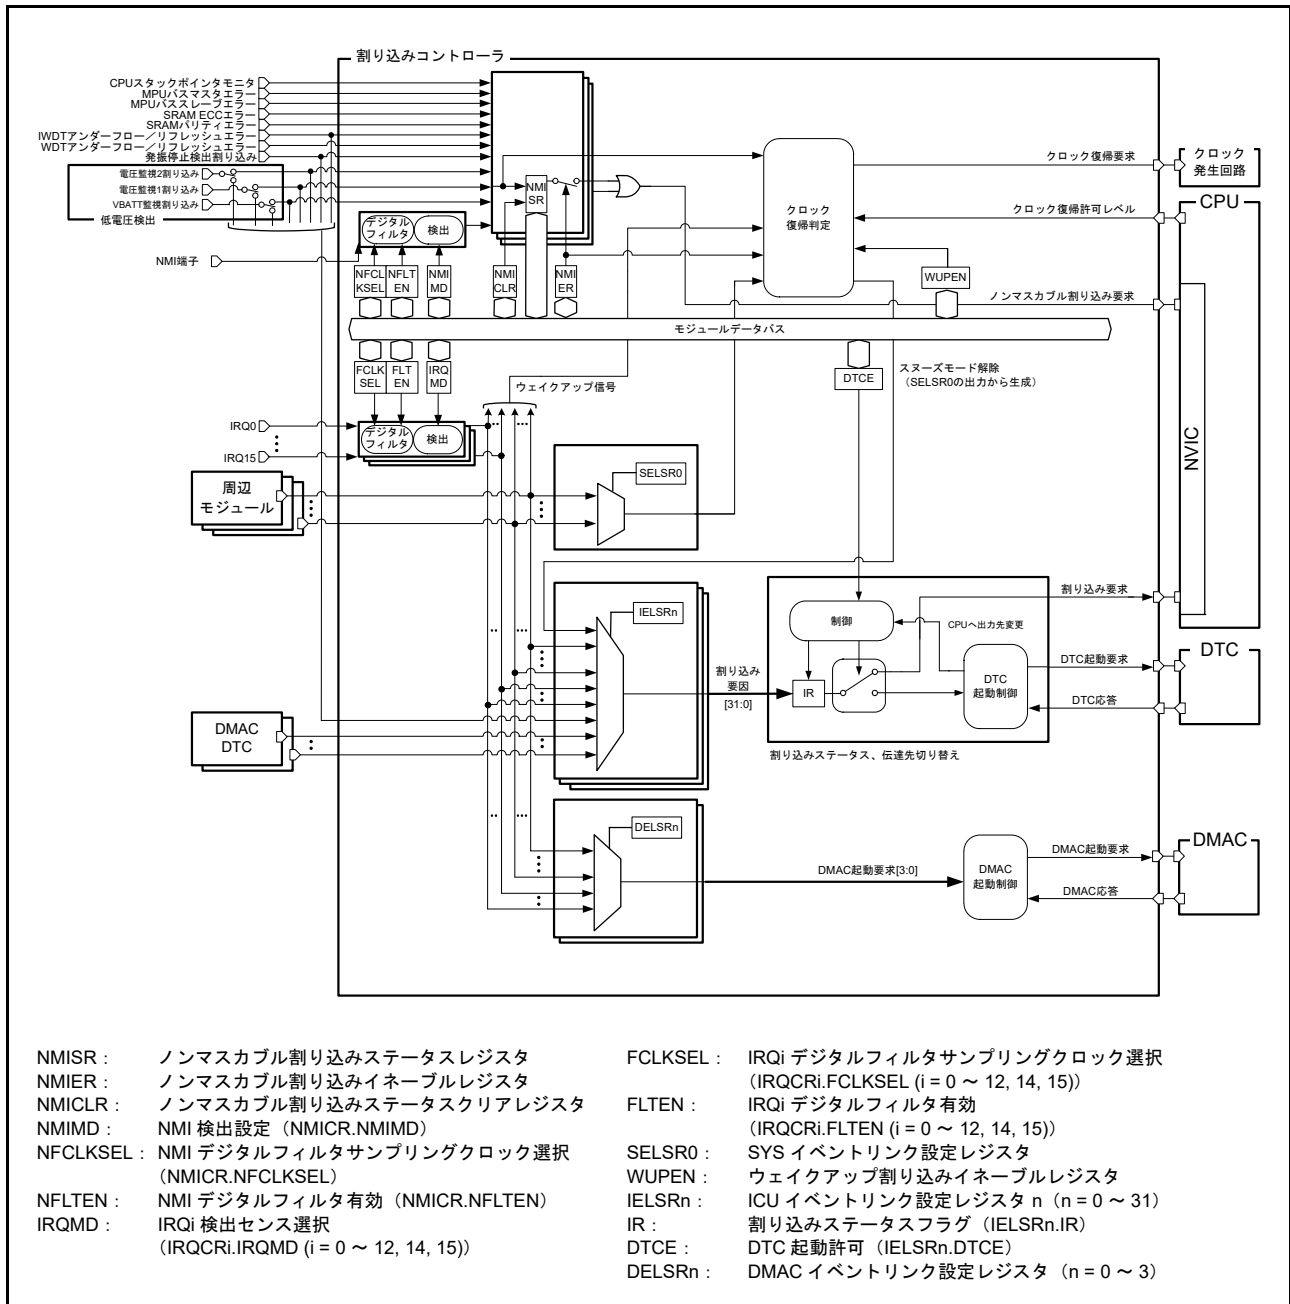 割り込みコントローラ
CPUスタックポインタモニタ
MPUバスマスタエラー
MPUバススレーブエラー
SRAM ECCエラー
SRAMパリティエラー
IWDTアンダーフロー／リフレッシュエラー
WDTアンダーフロー／リフレッシュエラー
発振停止検出割り込み
電圧監視2割り込み
電圧監視1割り込み
VBATT監視割り込み
低電圧検出
NMI端子
デジタル
フィルタ
検出
NMI
SR
NFCL
KSEL
NFLT
EN
NMI
MD
NMI
CLR
NMI
ER
クロック
復帰判定
WUPEN
クロック復帰要求
クロック復帰許可レベル
ノンマスカブル割り込み要求
クロック
発生回路
CPU
NVIC
モジュールデータバス
FCLK
SEL
FLT
EN
IRQ
MD
ウェイクアップ信号
DTCE
スヌーズモード解除
（SELSR0の出力から生成）
IRQ0
IRQ15
デジタル
フィルタ
検出
周辺
モジュール
SELSR0
IELSRn
割り込み
要因
[31:0]
制御
IR
CPUへ出力先変更
DTC
起動制御
割り込み要求
DTC起動要求
DTC応答
DTC
割り込みステータス、伝達先切り替え
DMAC
DTC
DELSRn
DMAC起動要求[3:0]
DMAC
起動制御
DMAC起動要求
DMAC応答
DMAC
NMISR： ノンマスカブル割り込みステータスレジスタ
NMIER： ノンマスカブル割り込みイネーブルレジスタ
NMICLR： ノンマスカブル割り込みステータスクリアレジスタ
NMIMD： NMI 検出設定（NMICR.NMIMD）
NFCLKSEL： NMI デジタルフィルタサンプリングクロック選択
（NMICR.NFCLKSEL）
NFLTEN： NMI デジタルフィルタ有効（NMICR.NFLTEN）
IRQMD： IRQi 検出センス選択
（IRQCRi.IRQMD (i = 0 ～ 12, 14, 15)）
FCLKSEL： IRQi デジタルフィルタサンプリングクロック選択
（IRQCRi.FCLKSEL (i = 0 ～ 12, 14, 15)）
FLTEN： IRQi デジタルフィルタ有効
（IRQCRi.FLTEN (i = 0 ～ 12, 14, 15)）
SELSR0： SYS イベントリンク設定レジスタ
WUPEN： ウェイクアップ割り込みイネーブルレジスタ
IELSRn： ICU イベントリンク設定レジスタ n（n = 0 ～ 31）
IR： 割り込みステータスフラグ（IELSRn.IR）
DTCE： DTC 起動許可（IELSRn.DTCE）
DELSRn： DMAC イベントリンク設定レジスタ（n = 0 ～ 3）